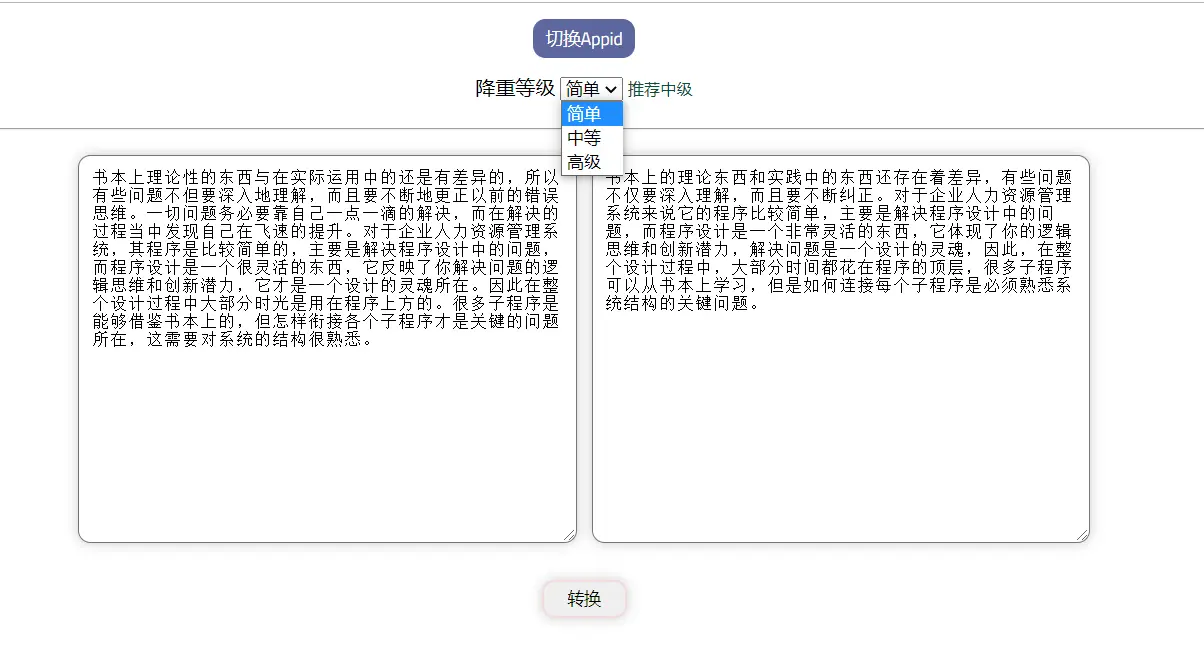 切换Appid
降重等级 简单 推荐中级
简单
中等
高级
书本上理论性的东西与在实际运用中的还是有差异的，所以
有些问题不但要深入地理解，而且要不断地更正以前的错误
思维。一切问题务必要靠自己一点一滴的解决，而在解决的
过程当中发现自己在飞速的提升。对于企业人力资源管理系
统，其程序是比较简单的，主要是解决程序设计中的问题，
而程序设计是一个很灵活的东西，它反映了你解决问题的逻
辑思维和创新潜力，它才是一个设计的灵魂所在。因此在整
个设计过程中大部分时光是用在程序上方的。很多子程序是
能够借鉴书本上的，但怎样衔接各个子程序才是关键的问题
所在，这需要对系统的结构很熟悉。
书本上的理论东西和实践中的东西还存在着差异，有些问题
不仅要深入理解，而且要不断纠正。对于企业人力资源管理
系统来说它的程序比较简单，主要是解决程序设计中的问
题，而程序设计是一个非常灵活的东西，它体现了你的逻辑
思维和创新潜力，解决问题是一个设计的灵魂，因此，在整
个设计过程中，大部分时间都花在程序的顶层，很多子程序
可以从书本上学习，但是如何连接每个子程序是必须熟悉系
统结构的关键问题。
转换